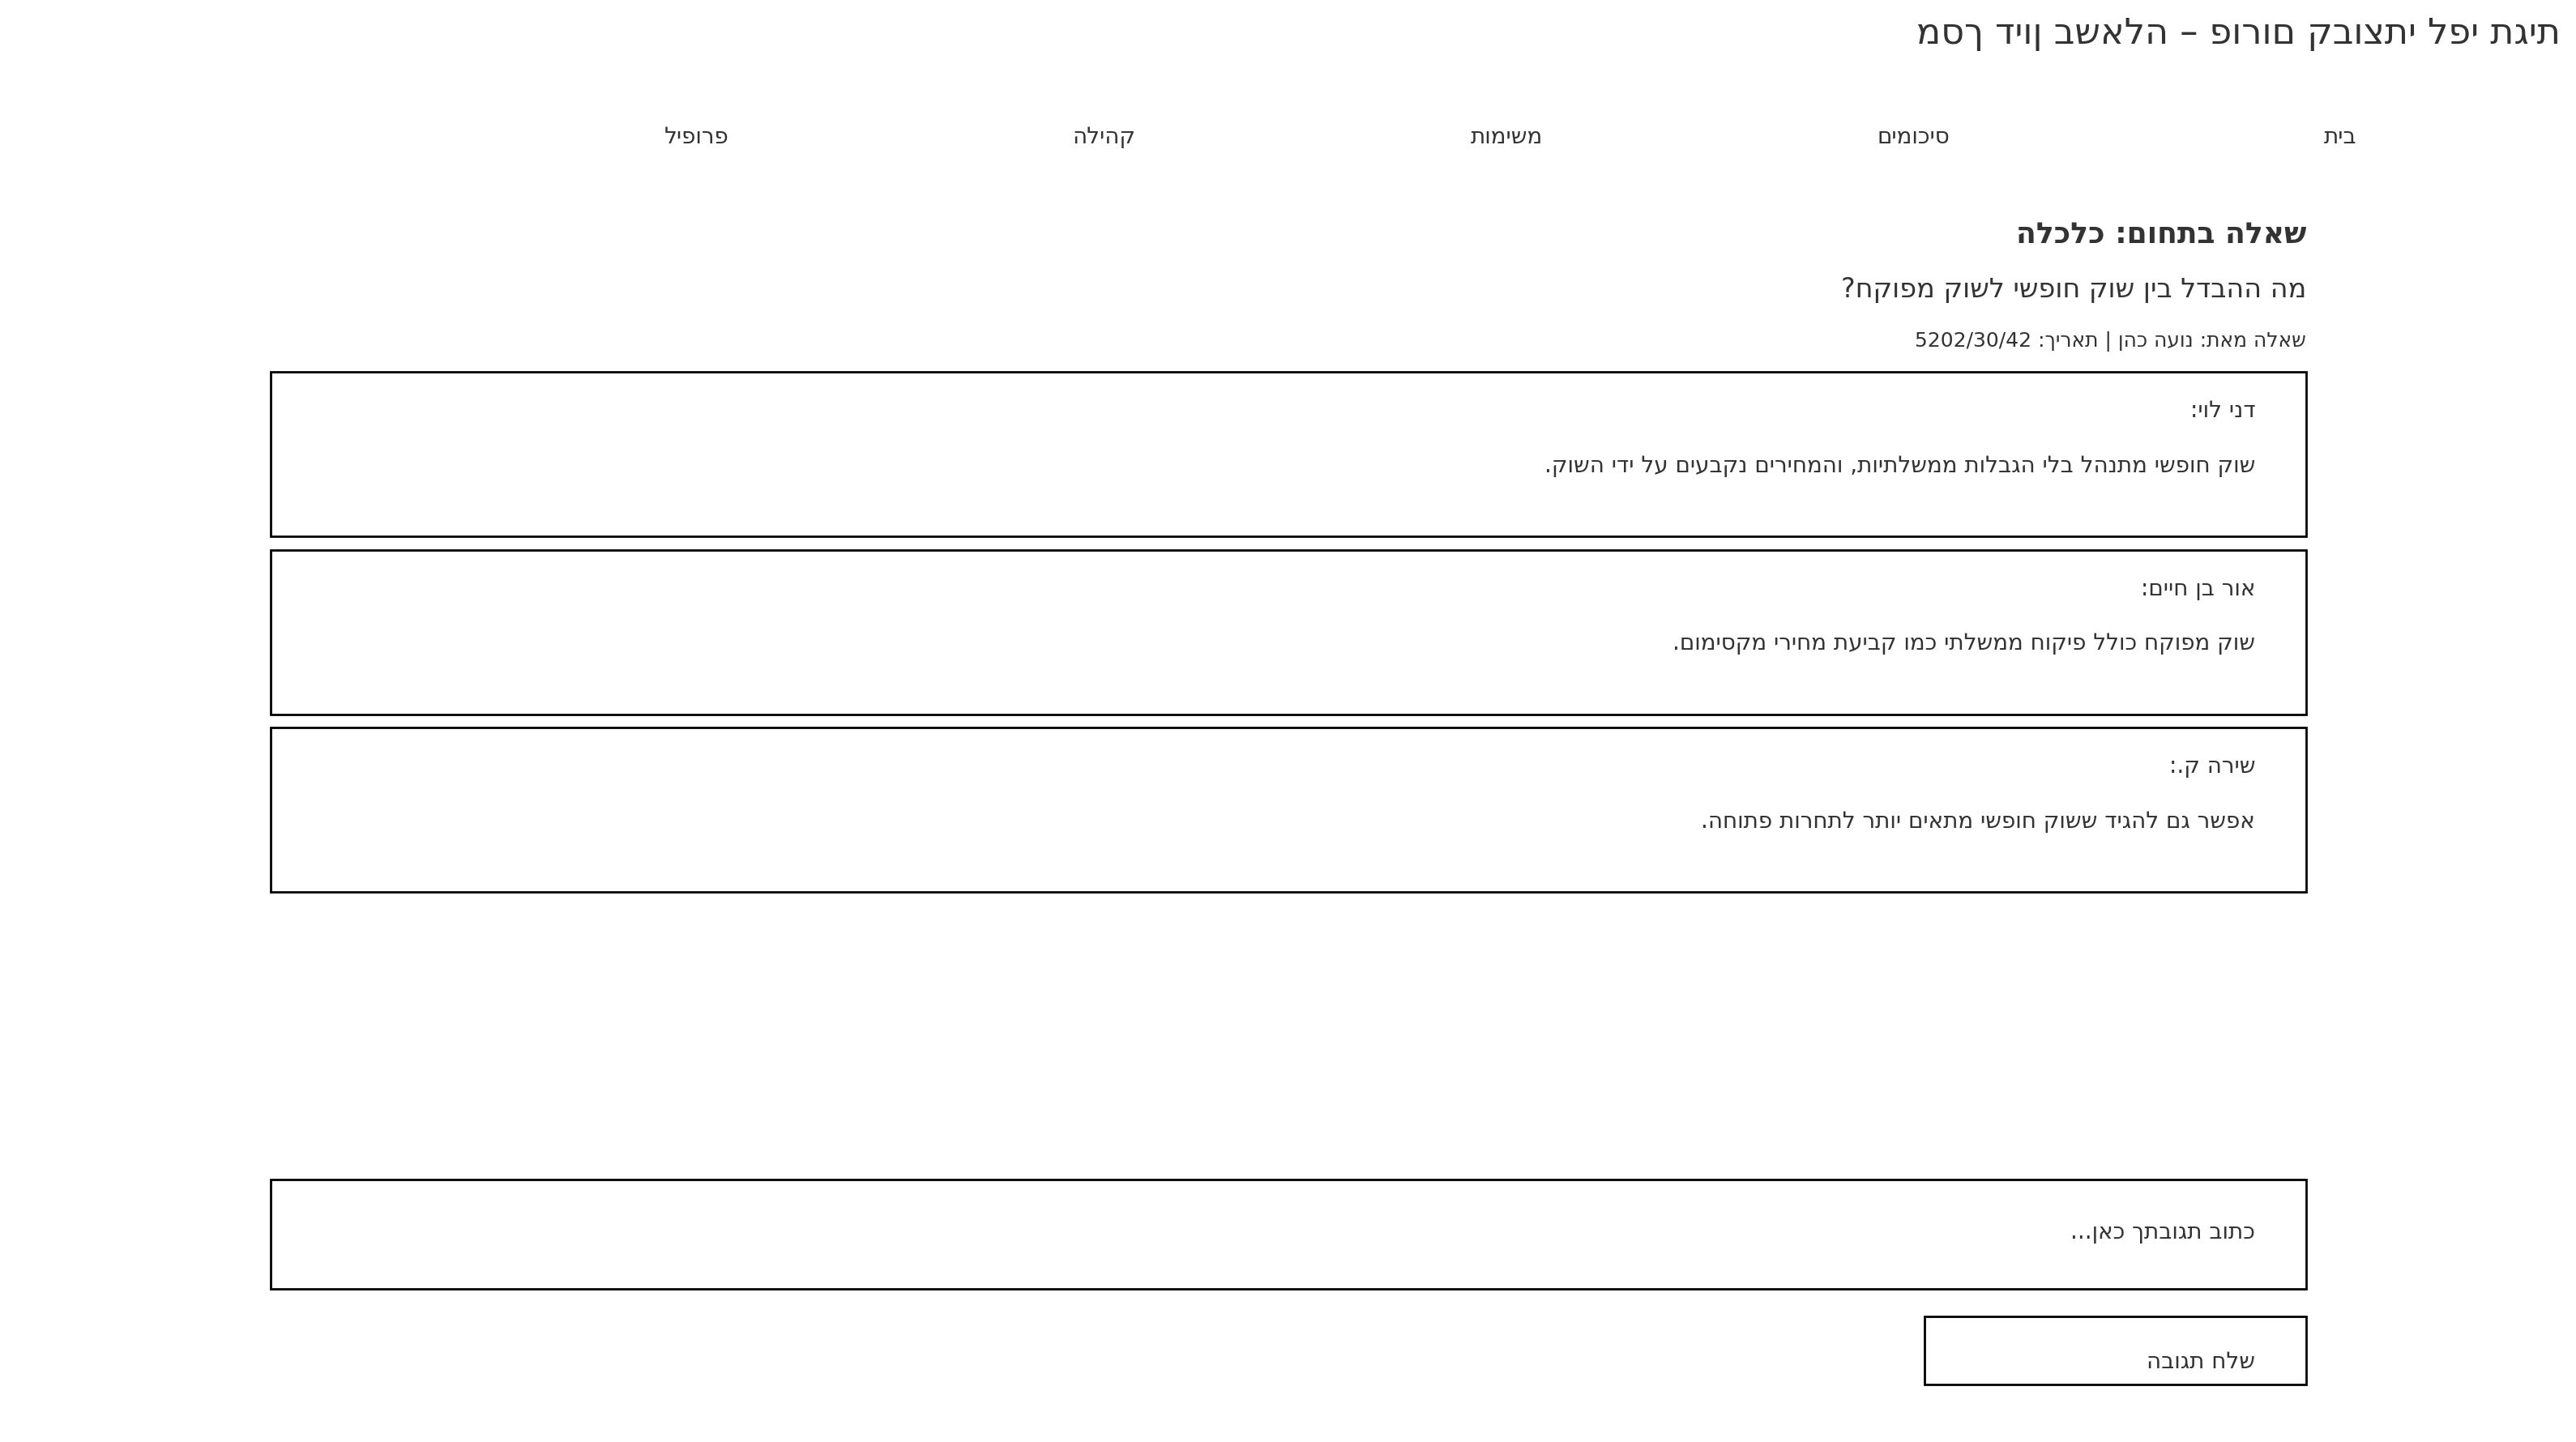 תיגת יפל יתצובק םורופ – הלאשב ןויד ךסמ
בית סיכומים משימות קהילה פרופיל
שאלה בתחום: כלכלה
מה ההבדל בין שוק חופשי לשוק מפוקח?
שאלה מאת: נועה כהן | תאריך: 5202/30/42
דני לוי:
שוק חופשי מתנהל בלי הגבלות ממשלתיות, והמחירים נקבעים על ידי השוק.
אור בן חיים:
שוק מפוקח כולל פיקוח ממשלתי כמו קביעת מחירי מקסימום.
שירה ק.:
אפשר גם להגיד ששוק חופשי מתאים יותר לתחרות פתוחה.
כתוב תגובתך כאן...
שלח תגובה